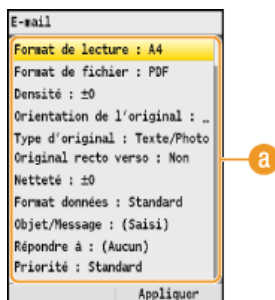 E-mail
Format de lecture : A4
Format de fichier : PDF
Densité : ±0
Orientation de l'original : …
Type d'original : Texte/Photo
Original recto verso : Non
Netteté : ±0
Format données : Standard
Objet/Message : (Saisi)
Répondre à : (Aucun)
Priorité : Standard
Appliquer
a